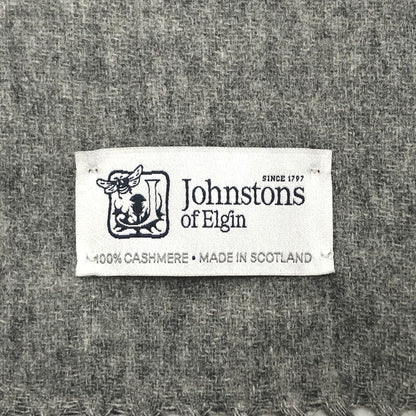 SINCE 1797
Johnstons
of Elgin
100% CASHMERE • MADE IN SCOTLAND